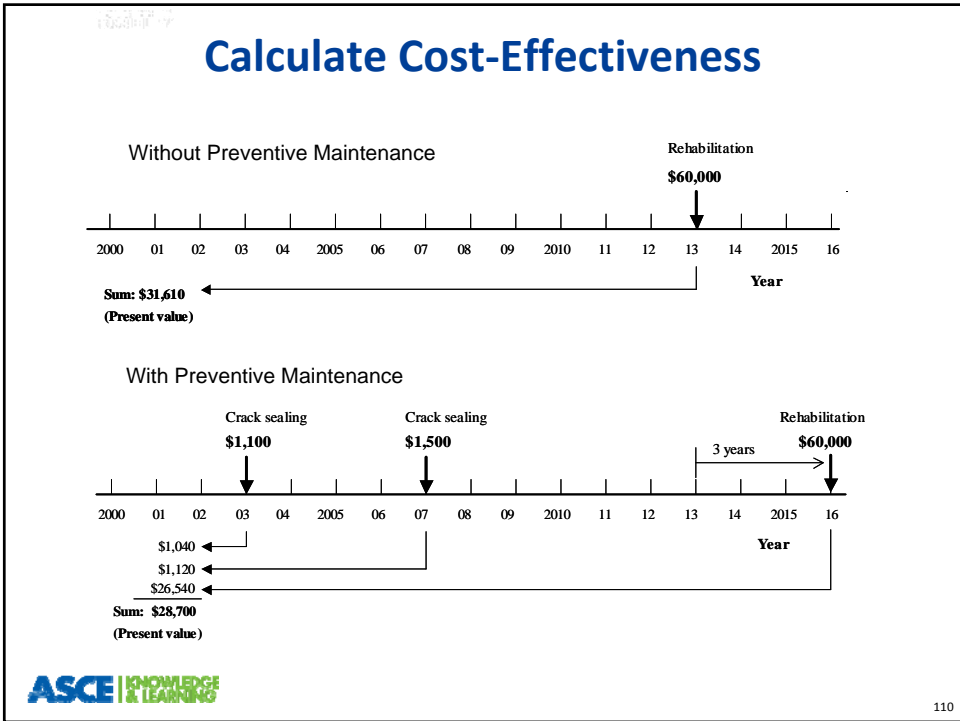 Calculate Cost-Effectiveness
Without Preventive Maintenance
Rehabilitation
$60,000
2000 01 02 03 04 2005 06 07 08 09 2010 11 12 13 14 2015 16
Year
Sum: $31,610
(Present value)
With Preventive Maintenance
Crack sealing
$1,100
Crack sealing
$1,500
Rehabilitation
$60,000
3 years
2000 01 02 03 04 2005 06 07 08 09 2010 11 12 13 14 2015 16
Year
$1,040
$1,120
$26,540
Sum: $28,700
(Present value)
ASCE | KNOWLEDGE
& LEARNING
110